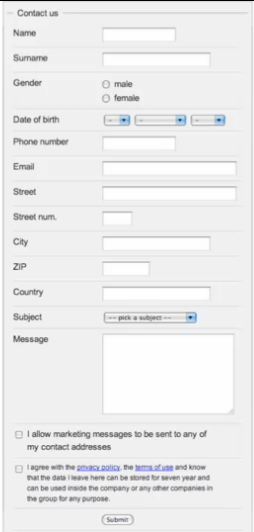 Contact us
Name
Surname
Gender
male
female
Date of birth - - -
Phone number
Email
Street
Street num.
City
ZIP
Country
Subject -- pick a subject --
Message
I allow marketing messages to be sent to any of
my contact addresses
I agree with the privacy policy, the terms of use and know
that the data I leave here can be stored for seven year and
can be used inside the company or any other companies in
the group for any purpose.
Submit